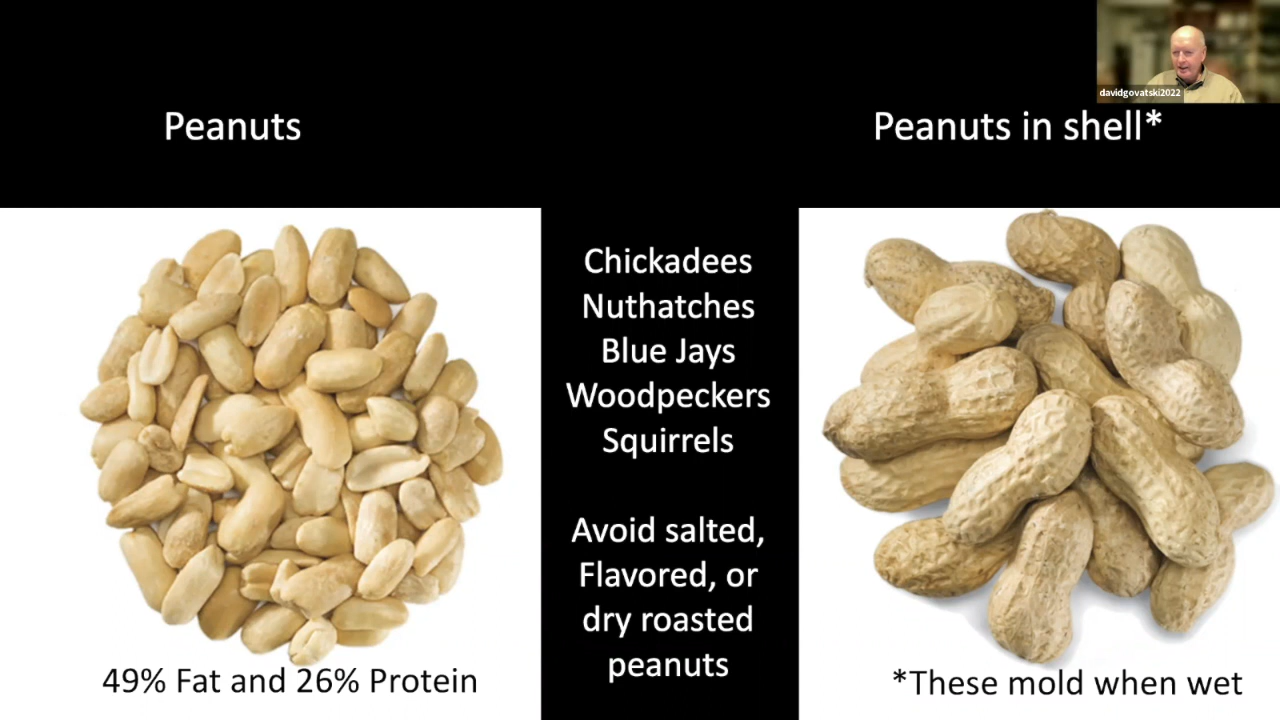 davidgovatski2022
Peanuts
Peanuts in shell*
Chickadees
Nuthatches
Blue Jays
Woodpeckers
Squirrels
Avoid salted,
Flavored, or
dry roasted
peanuts
49% Fat and 26% Protein
*These mold when wet